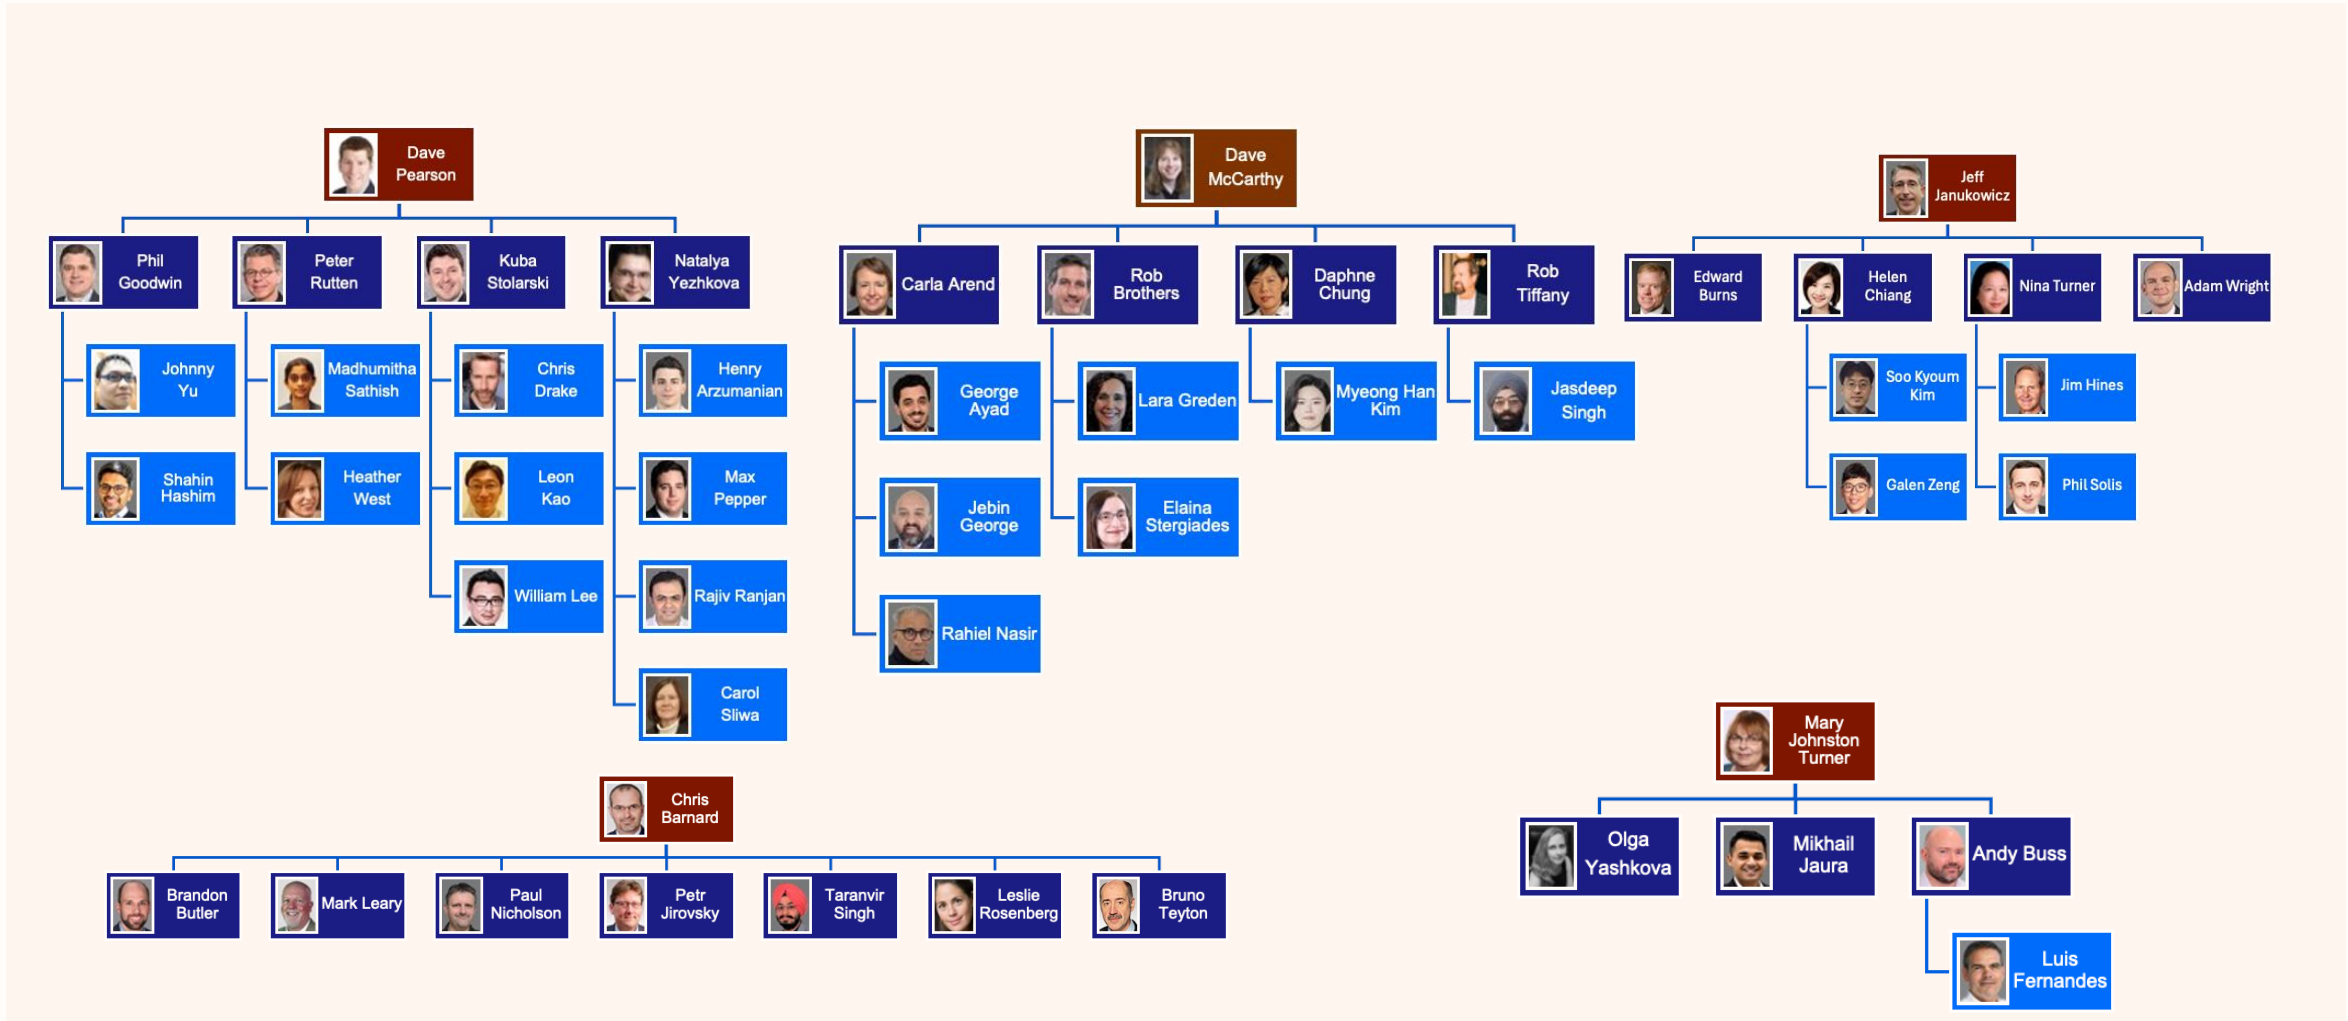 Dave
Pearson
Phil
Goodwin
Peter
Rutten
Kuba
Stolarski
Natalya
Yezhkova
Johnny
Yu
Madhumitha
Sathish
Chris
Drake
Henry
Arzumanian
Shahin
Hashim
Heather
West
Leon
Kao
Max
Pepper
William Lee
Rajiv Ranjan
Carol
Sliwa
Dave
McCarthy
Carla Arend
Rob
Brothers
Daphne
Chung
Rob
Tiffany
George
Ayad
Lara Greden
Myeong Han
Kim
Jasdeep
Singh
Jebin
George
Elaina
Stergiades
Rahiel Nasir
Jeff
Janukowicz
Edward
Burns
Helen
Chiang
Nina Turner
Adam Wright
Soo Kyoum
Kim
Jim Hines
Galen Zeng
Phil Solis
Chris
Barnard
Brandon
Butler
Mark Leary
Paul
Nicholson
Petr
Jirovsky
Taranvir
Singh
Leslie
Rosenberg
Bruno
Teyton
Mary
Johnston
Turner
Olga
Yashkova
Mikhail
Jaura
Andy Buss
Luis
Fernandes